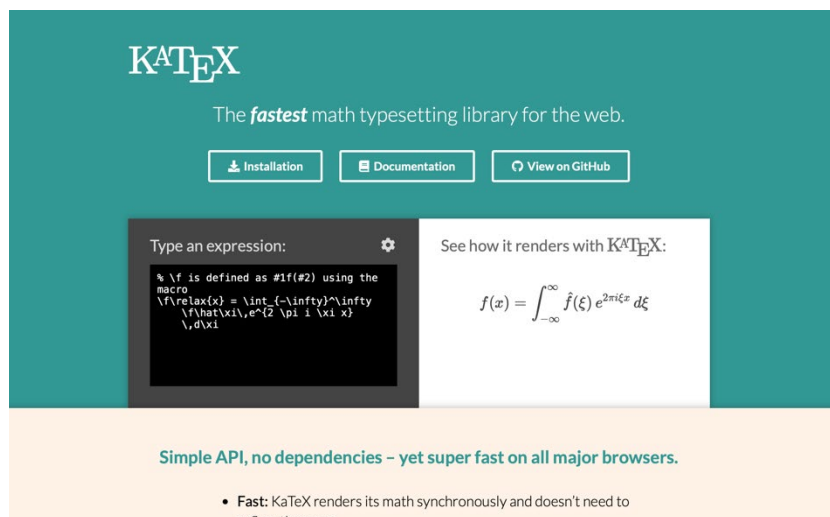 KATEX
The fastest math typesetting library for the web.
Installation
Documentation
View on GitHub
Type an expression:
% \f is defined as #1f(#2) using the
macro
\f\relax{x} = \int_{-\infty}^\infty
\f\hat\xi\,e^{2 \pi i \xi x}
\,d\xi
See how it renders with KATEX:
f(x) = ∫_{-∞}^{∞} f̂(ξ) e^{2πiξx} dξ
Simple API, no dependencies – yet super fast on all major browsers.
• Fast: KaTeX renders its math synchronously and doesn’t need to